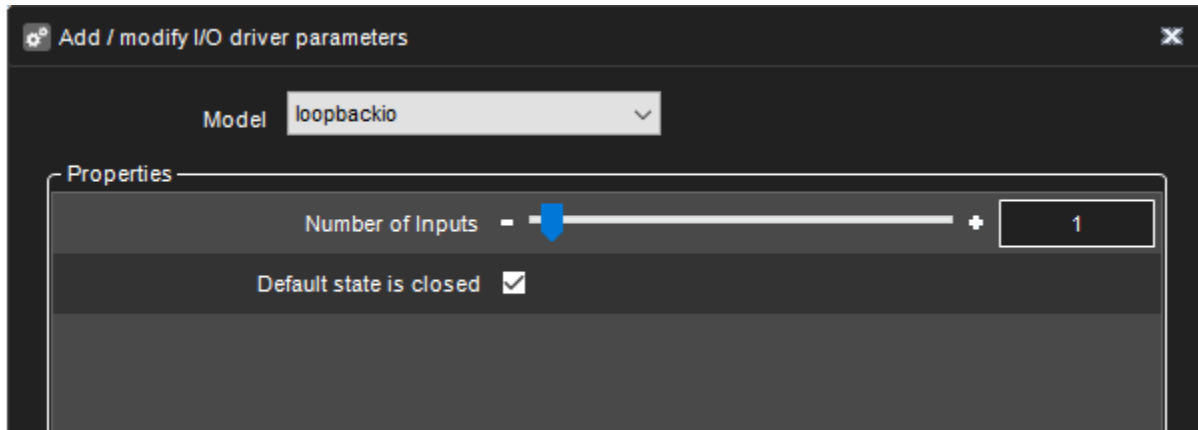 Add / modify I/O driver parameters
Model loopbackio
Properties
Number of Inputs - + 1
Default state is closed